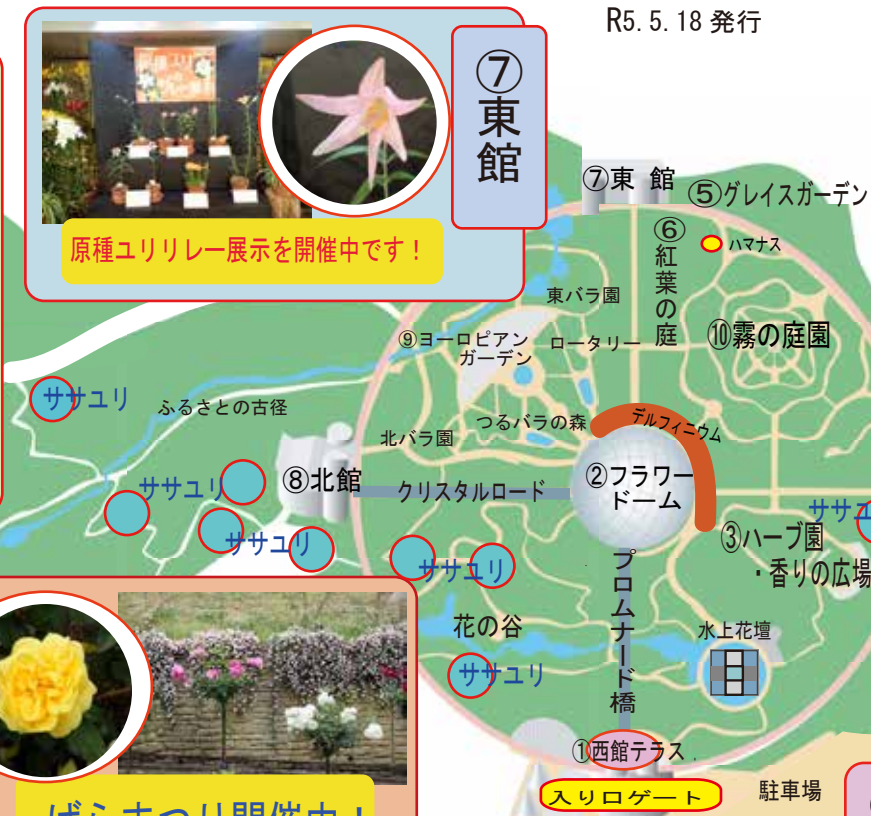 R5.5.18 発行
⑦東館
原種ユリリレー展示を開催中です！
⑦東 館
⑤グレイスガーデン
⑥紅葉の庭
ハマナス
東バラ園
⑨ヨーロピアン
ガーデン
ロータリー
⑩霧の庭園
ササユリ
ふるさとの古径
つるバラの森
デルフィニウム
北バラ園
⑧北館
クリスタルロード
②フラワー
ドーム
ササユリ
ササユリ
ササユ
③ハーブ園
・香りの広場
ササユリ
プロムナード橋
花の谷
水上花壇
ササユリ
①西館テラス
入り口ゲート
駐車場
ばらまつり開催中！